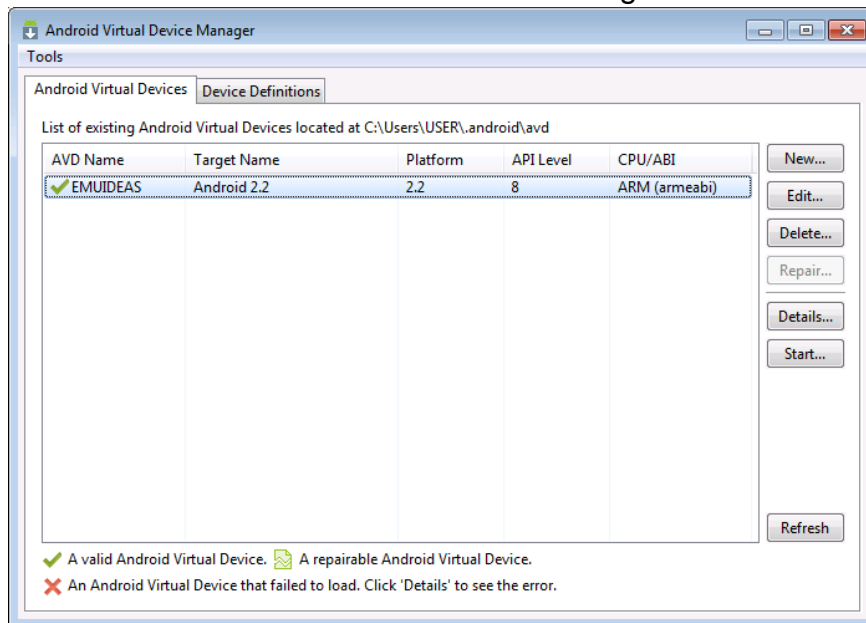 Android Virtual Device Manager
Tools
Android Virtual Devices Device Definitions
List of existing Android Virtual Devices located at C:\Users\USER\.android\avd
AVD Name Target Name Platform API Level CPU/ABI
EMUIDEAS Android 2.2 2.2 8 ARM (armeabi)
New...
Edit...
Delete...
Repair...
Details...
Start...
Refresh
A valid Android Virtual Device. A repairable Android Virtual Device.
An Android Virtual Device that failed to load. Click 'Details' to see the error.